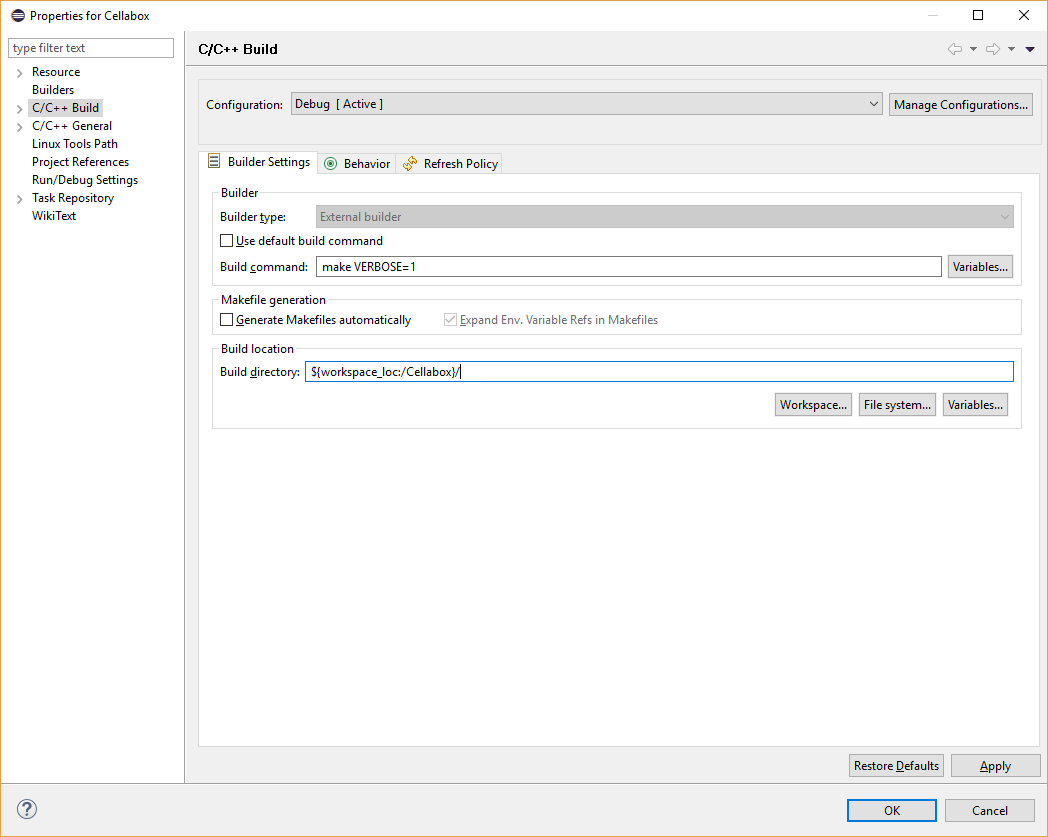 Properties for Cellabox
type filter text
Resource
Builders
C/C++ Build
C/C++ General
Linux Tools Path
Project References
Run/Debug Settings
Task Repository
WikiText
C/C++ Build
Configuration: Debug [ Active ] Manage Configurations...
Builder Settings Behavior Refresh Policy
Builder
Builder type: External builder
Use default build command
Build command: make VERBOSE=1 Variables...
Makefile generation
Generate Makefiles automatically Expand Env. Variable Refs in Makefiles
Build location
Build directory: ${workspace_loc:/Cellabox}/
Workspace... File system... Variables...
Restore Defaults Apply
? OK Cancel